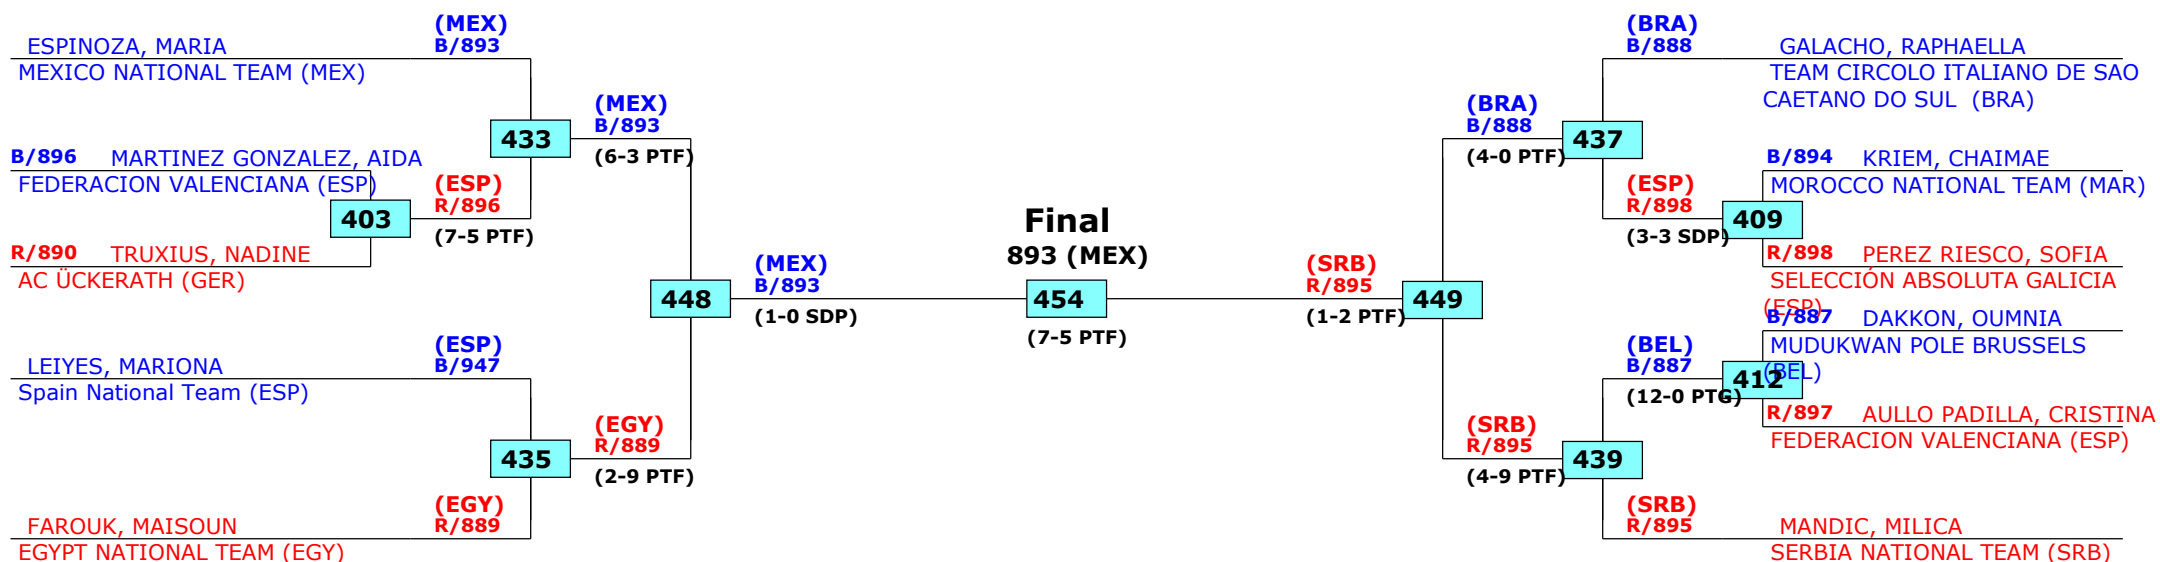 (MEX)
B/893
ESPINOZA, MARIA
MEXICO NATIONAL TEAM (MEX)
(MEX)
B/893
433
(6-3 PTF)
B/896 MARTINEZ GONZALEZ, AIDA
FEDERACION VALENCIANA (ESP)
(ESP)
R/896
403
(7-5 PTF)
R/890 TRUXIUS, NADINE
AC ÜCKERATH (GER)
(MEX)
B/893
448
(1-0 SDP)
(ESP)
B/947
LEIYES, MARIONA
Spain National Team (ESP)
(EGY)
R/889
435
(2-9 PTF)
(EGY)
R/889
FAROUK, MAISOUN
EGYPT NATIONAL TEAM (EGY)
Final
893 (MEX)
454
(7-5 PTF)
(SRB)
R/895
449
(1-2 PTF)
(BRA)
B/888
GALACHO, RAPHAELLA
TEAM CIRCOLO ITALIANO DE SAO
CAETANO DO SUL (BRA)
(BRA)
B/888
437
(4-0 PTF)
B/894 KRIEM, CHAIMAE
MOROCCO NATIONAL TEAM (MAR)
(ESP)
R/898
409
(3-3 SDP)
R/898 PEREZ RIESCO, SOFIA
SELECCIÓN ABSOLUTA GALICIA
(ESP)
B/887 DAKKON, OUMNIA
MUDUKWAN POLE BRUSSELS
(BEL)
(BEL)
B/887
412
(12-0 PTG)
R/897 AULLO PADILLA, CRISTINA
FEDERACION VALENCIANA (ESP)
(SRB)
R/895
439
(4-9 PTF)
(SRB)
R/895
MANDIC, MILICA
SERBIA NATIONAL TEAM (SRB)